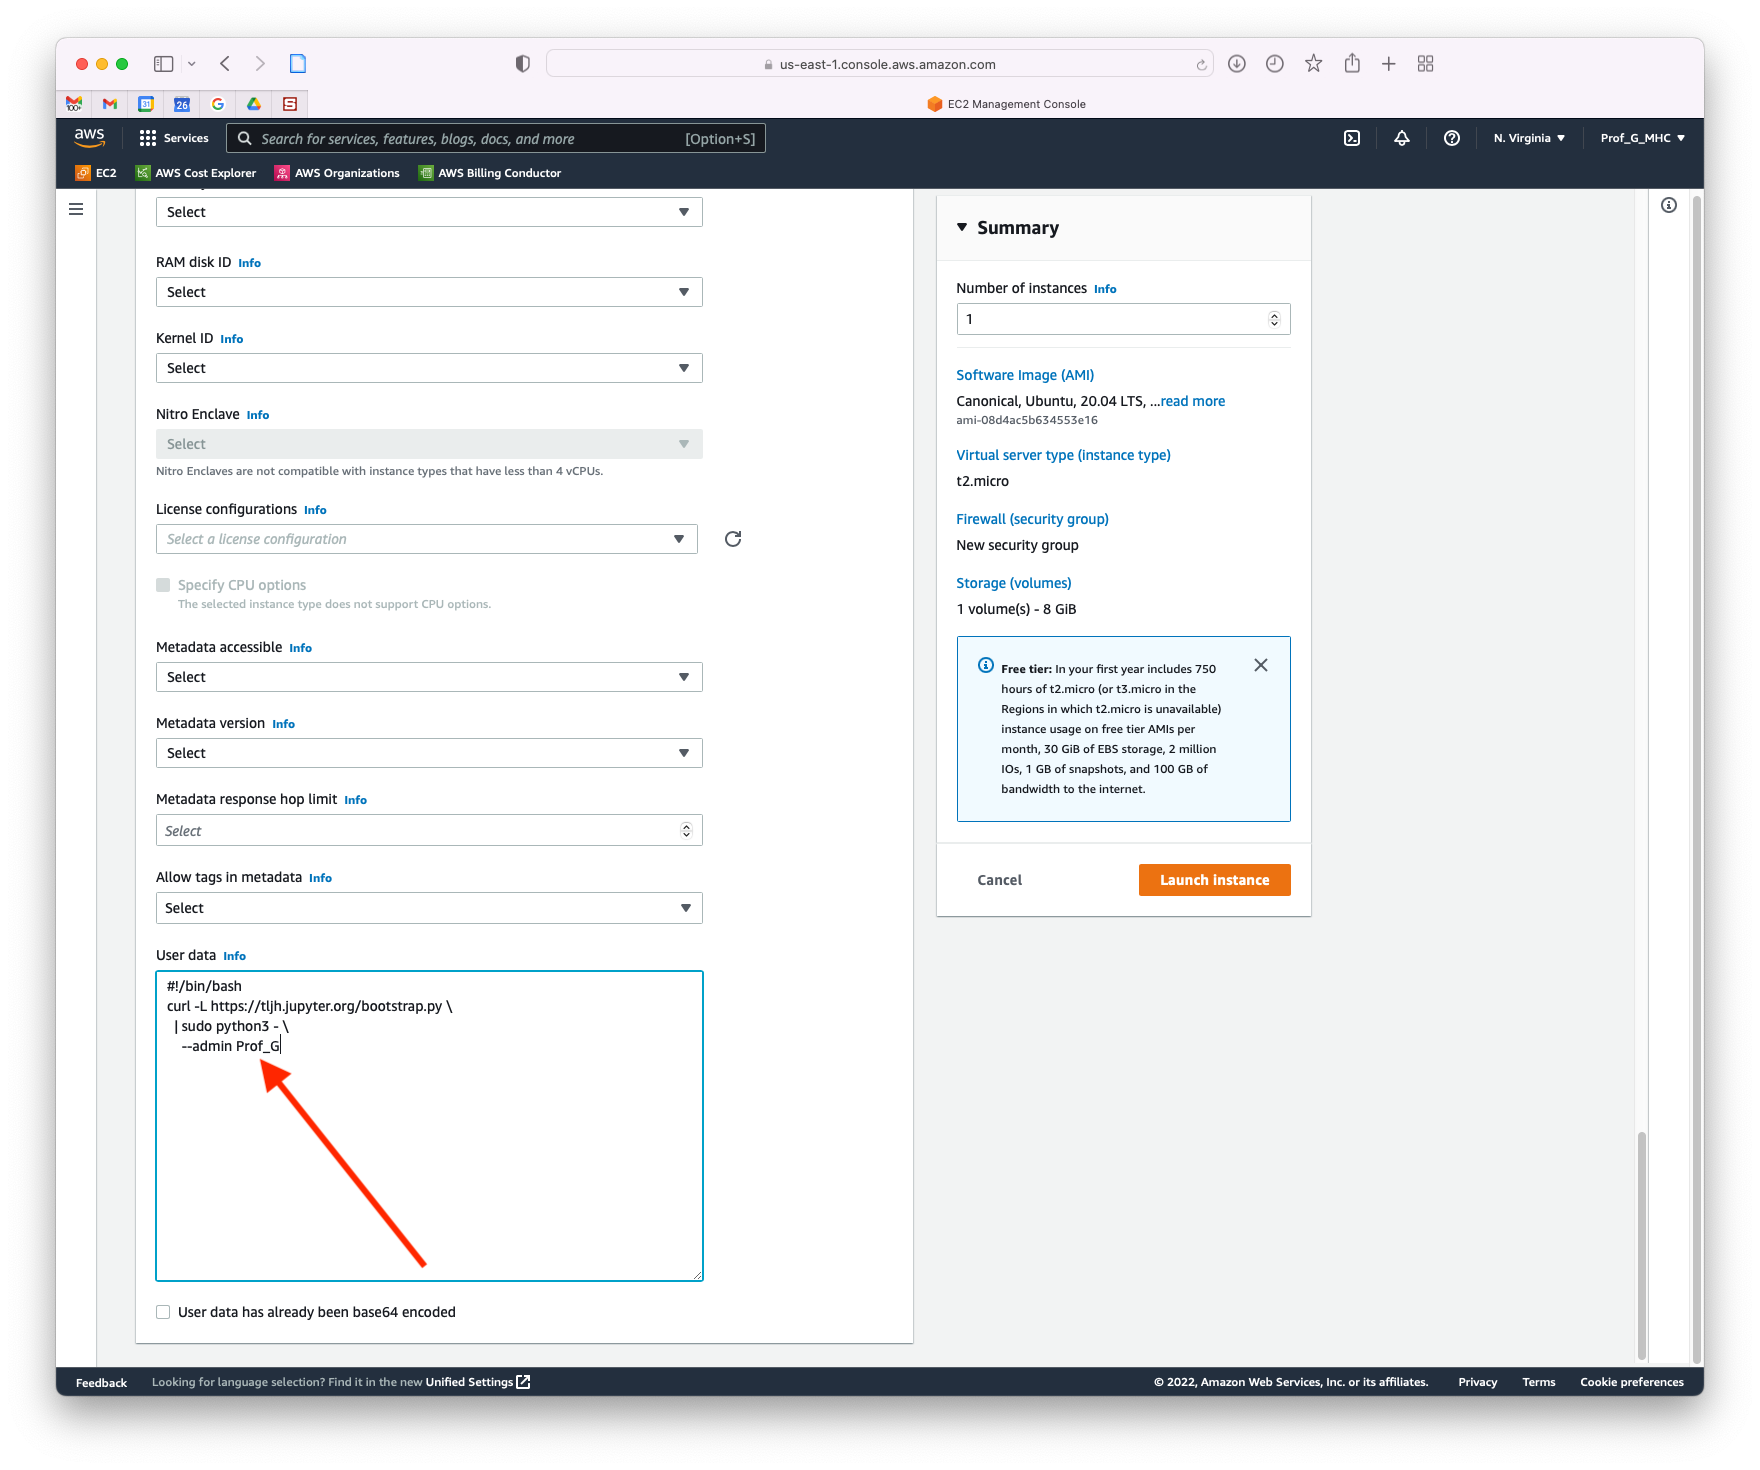 us-east-1.console.aws.amazon.com
100+
31
26
EC2 Management Console
aws
Services
Search for services, features, blogs, docs, and more
[Option+S]
N. Virginia
Prof_G_MHC
EC2
AWS Cost Explorer
AWS Organizations
AWS Billing Conductor
Select
RAM disk ID Info
Select
Kernel ID Info
Select
Nitro Enclave Info
Select
Nitro Enclaves are not compatible with instance types that have less than 4 vCPUs.
License configurations Info
Select a license configuration
Specify CPU options
The selected instance type does not support CPU options.
Metadata accessible Info
Select
Metadata version Info
Select
Metadata response hop limit Info
Select
Allow tags in metadata Info
Select
User data Info
#!/bin/bash
curl -L https://tljh.jupyter.org/bootstrap.py \
| sudo python3 - \
--admin Prof_G
User data has already been base64 encoded
Summary
Number of instances Info
1
Software Image (AMI)
Canonical, Ubuntu, 20.04 LTS, ...read more
ami-08d4ac5b634553e16
Virtual server type (instance type)
t2.micro
Firewall (security group)
New security group
Storage (volumes)
1 volume(s) - 8 GiB
Free tier: In your first year includes 750
hours of t2.micro (or t3.micro in the
Regions in which t2.micro is unavailable)
instance usage on free tier AMIs per
month, 30 GiB of EBS storage, 2 million
IOs, 1 GB of snapshots, and 100 GB of
bandwidth to the internet.
Cancel
Launch instance
Feedback
Looking for language selection? Find it in the new Unified Settings
© 2022, Amazon Web Services, Inc. or its affiliates.
Privacy
Terms
Cookie preferences